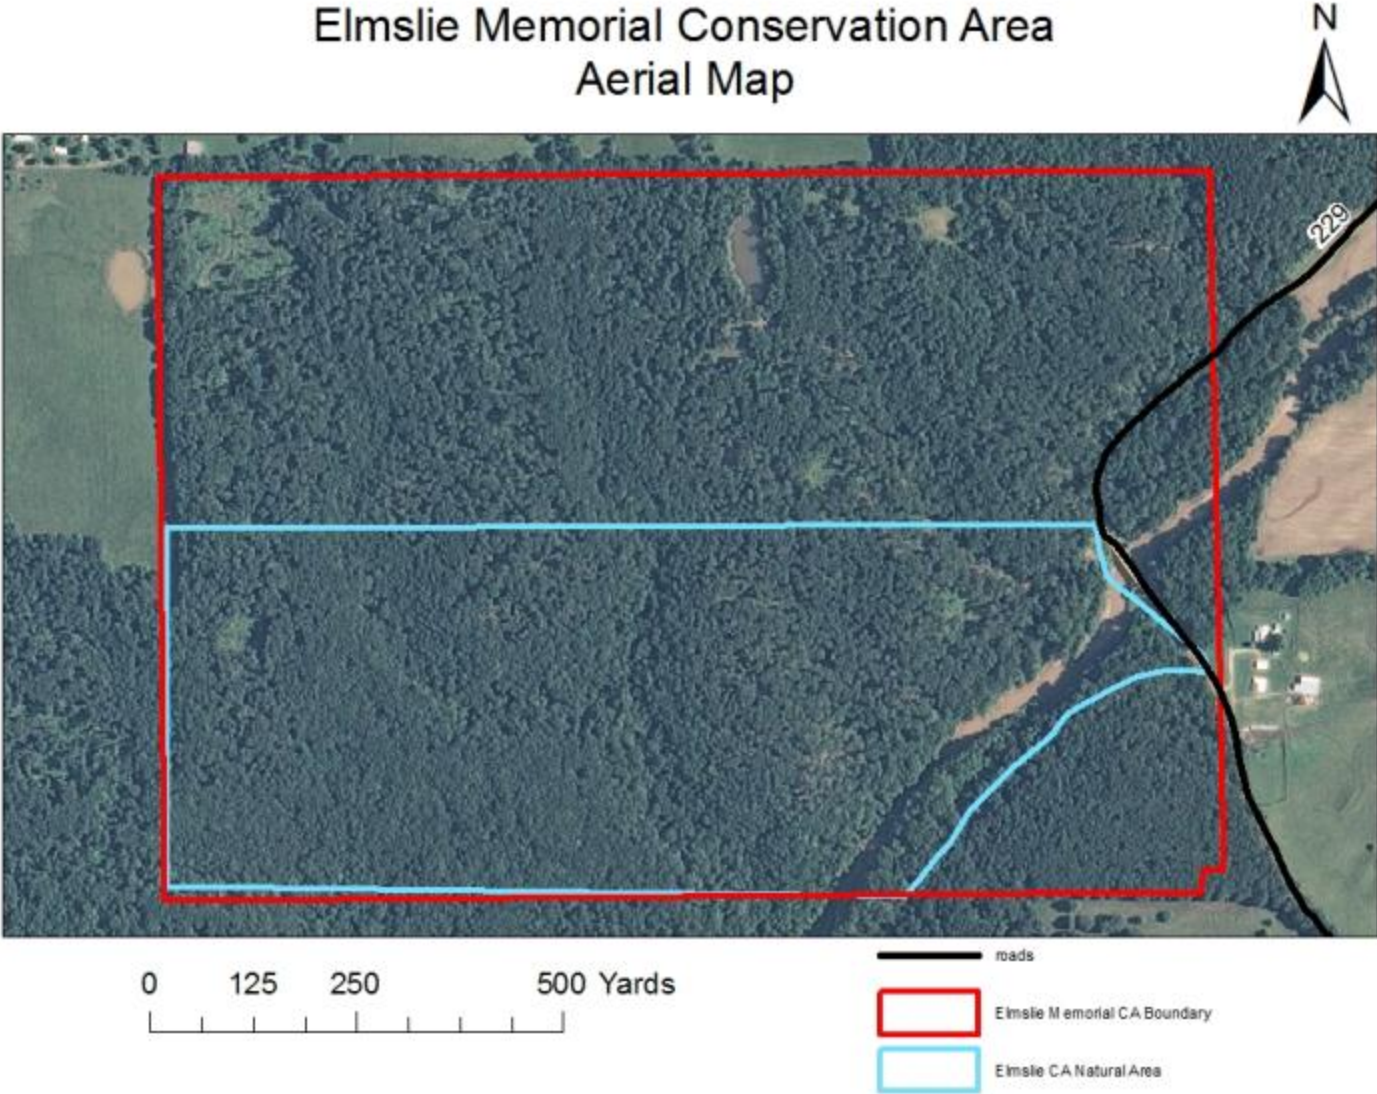 Elmslie Memorial Conservation Area
Aerial Map
N
229
0 125 250 500 Yards
roads
Elmslie Memorial CA Boundary
Elmslie CA Natural Area